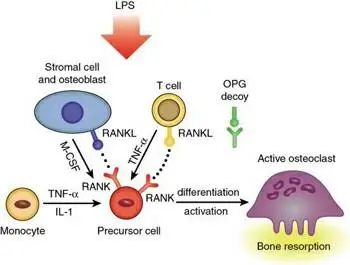 LPS
Stromal cell
and osteoblast
T cell
OPG
decoy
RANKL
RANKL
M-CSF
TNF-α
Active osteoclast
RANK
TNF-α
IL-1
RANK
differentiation
activation
Monocyte
Precursor cell
Bone resorption